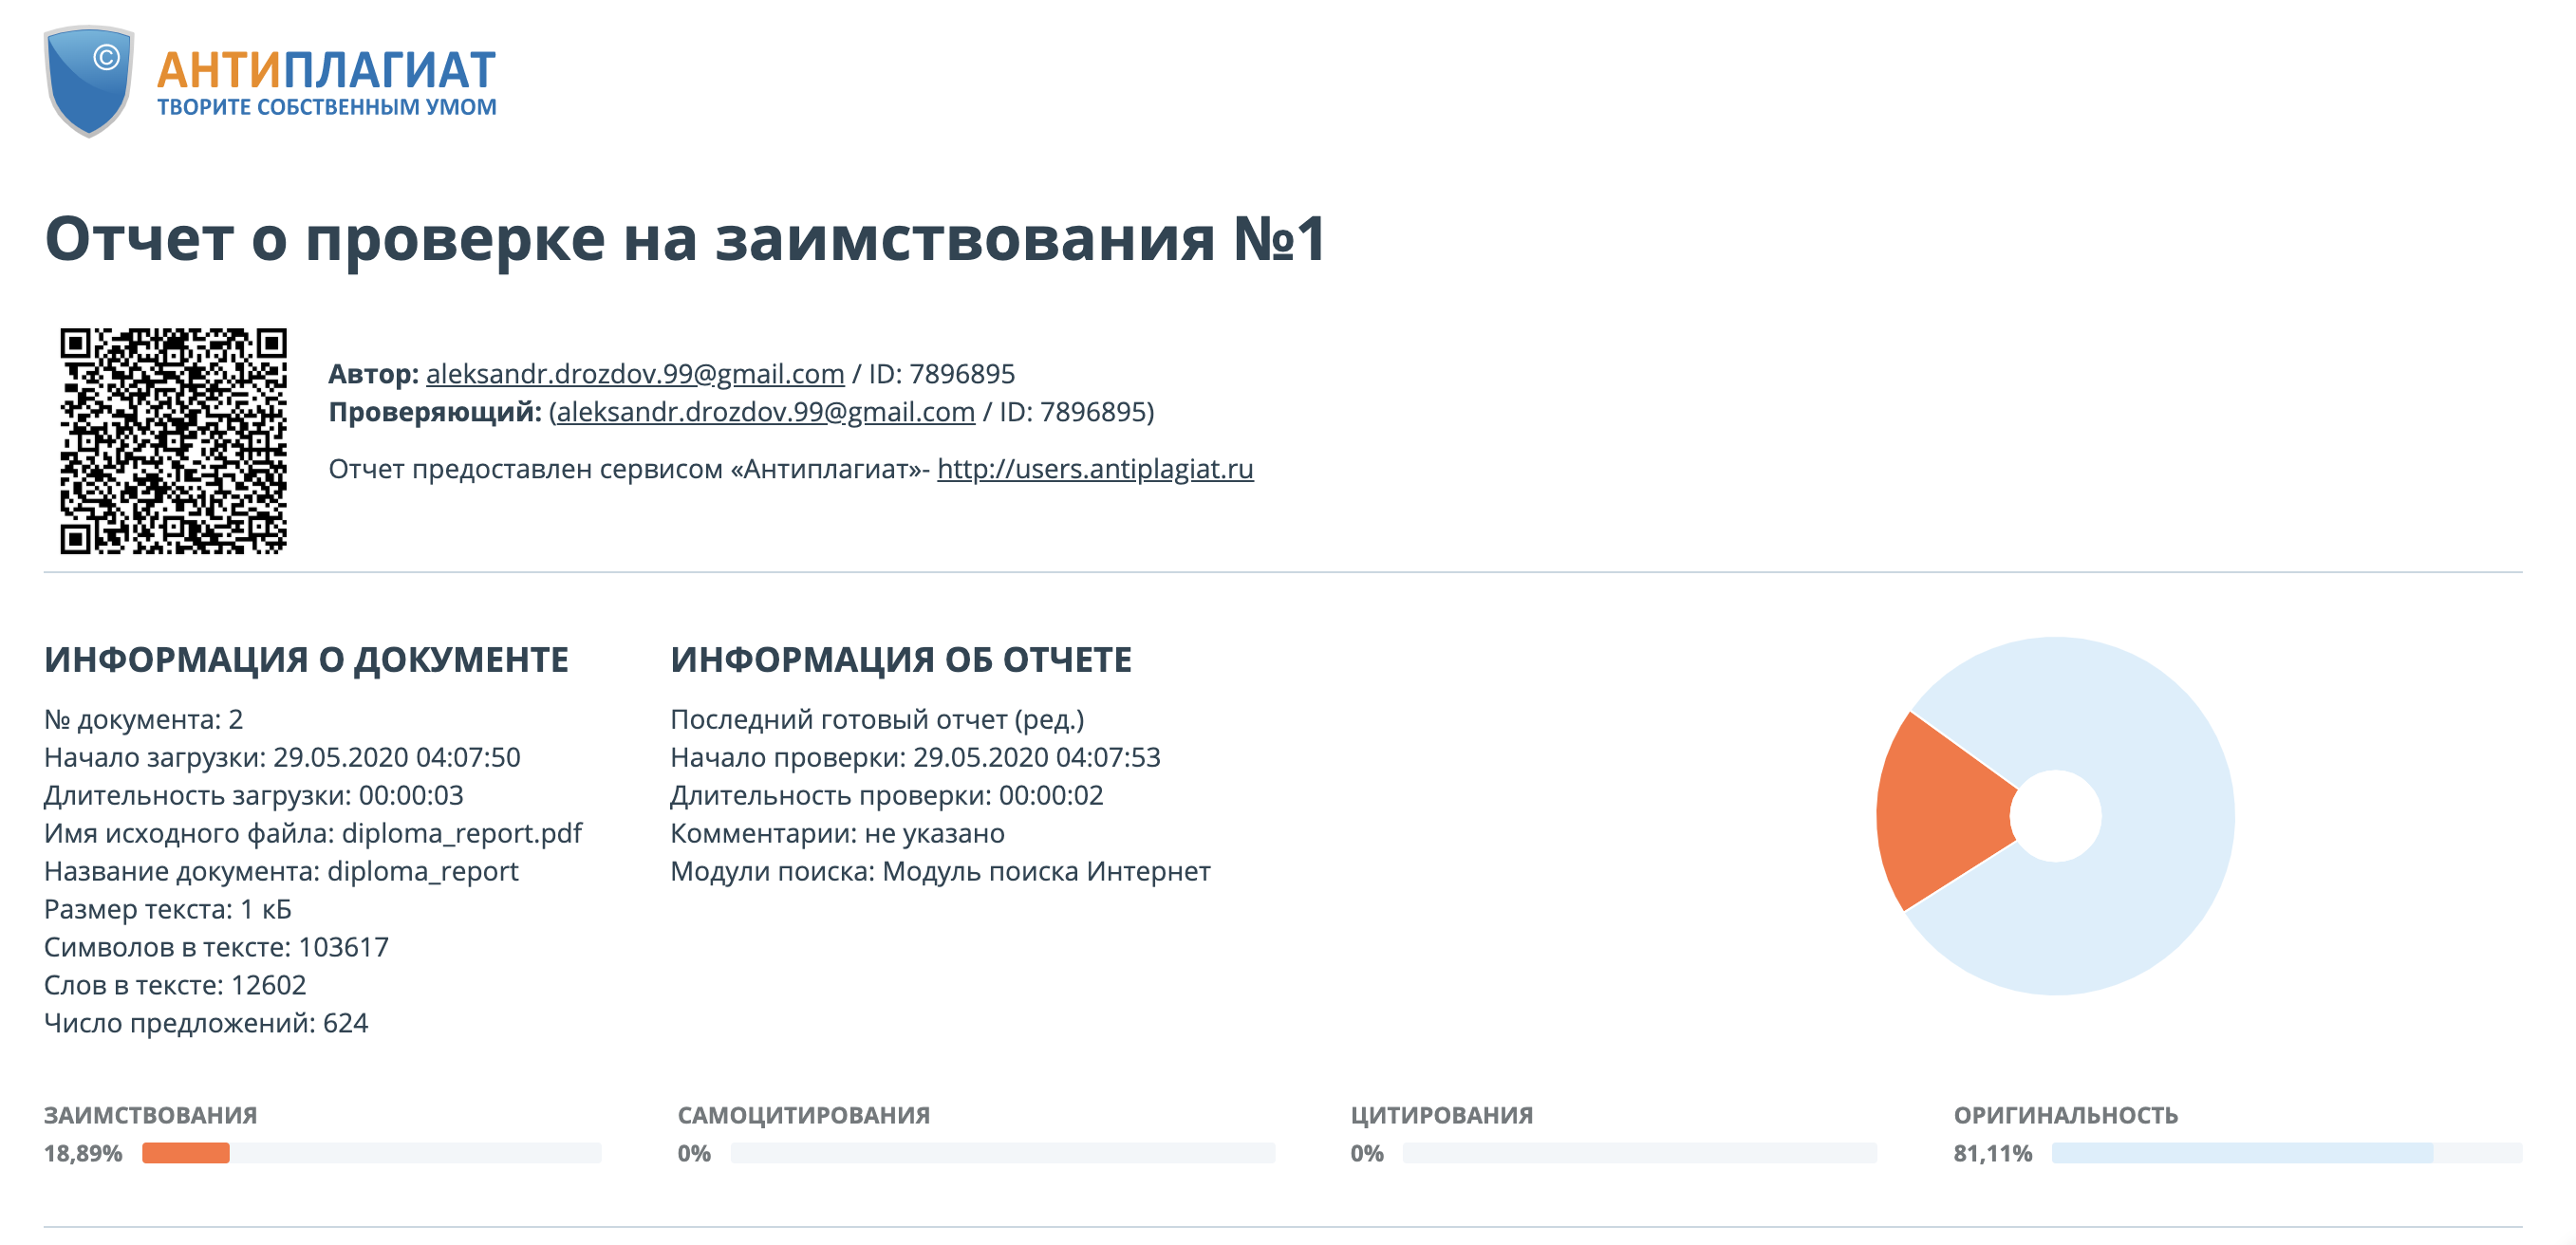 ©
АНТИПЛАГИАТ
ТВОРИТЕ СОБСТВЕННЫМ УМОМ
Отчет о проверке на заимствования №1
Автор: aleksandr.drozdov.99@gmail.com / ID: 7896895
Проверяющий: (aleksandr.drozdov.99@gmail.com / ID: 7896895)
Отчет предоставлен сервисом «Антиплагиат»- http://users.antiplagiat.ru
ИНФОРМАЦИЯ О ДОКУМЕНТЕ
№ документа: 2
Начало загрузки: 29.05.2020 04:07:50
Длительность загрузки: 00:00:03
Имя исходного файла: diploma_report.pdf
Название документа: diploma_report
Размер текста: 1 кБ
Символов в тексте: 103617
Слов в тексте: 12602
Число предложений: 624
ИНФОРМАЦИЯ ОБ ОТЧЕТЕ
Последний готовый отчет (ред.)
Начало проверки: 29.05.2020 04:07:53
Длительность проверки: 00:00:02
Комментарии: не указано
Модули поиска: Модуль поиска Интернет
ЗАИМСТВОВАНИЯ
18,89%
САМОЦИТИРОВАНИЯ
0%
ЦИТИРОВАНИЯ
0%
ОРИГИНАЛЬНОСТЬ
81,11%